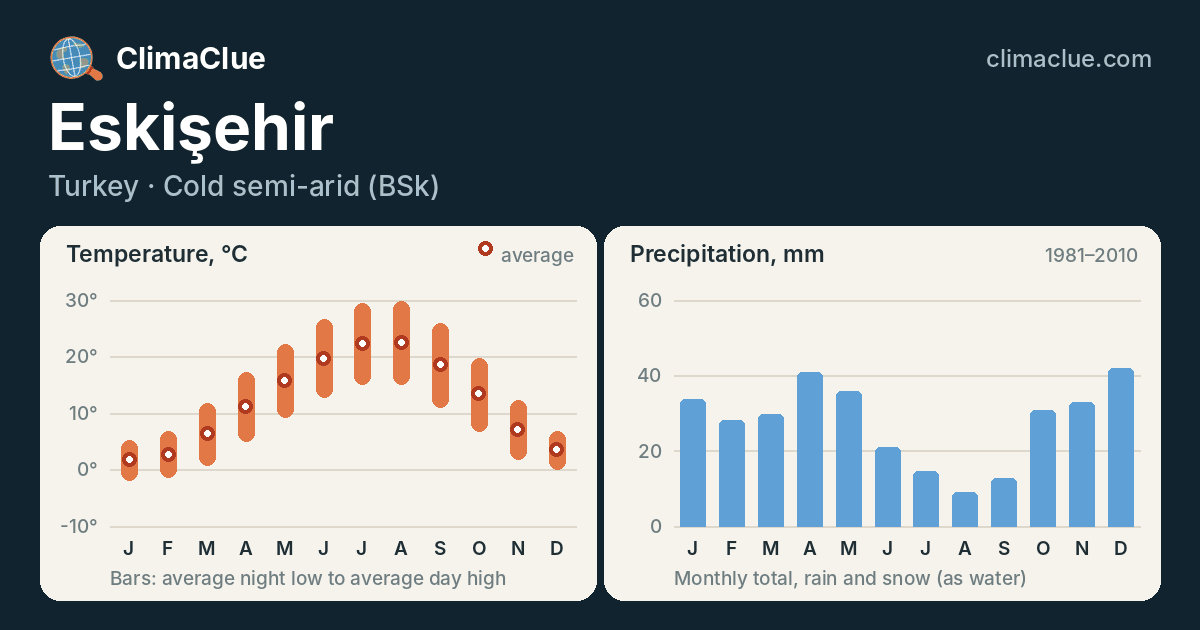 ClimaClue
climaclue.com
Eskişehir
Turkey · Cold semi-arid (BSk)
Temperature, °C
average
30°
20°
10°
0°
-10°
J F M A M J J A S O N D
Bars: average night low to average day high
Precipitation, mm
1981–2010
60
40
20
0
J F M A M J J A S O N D
Monthly total, rain and snow (as water)